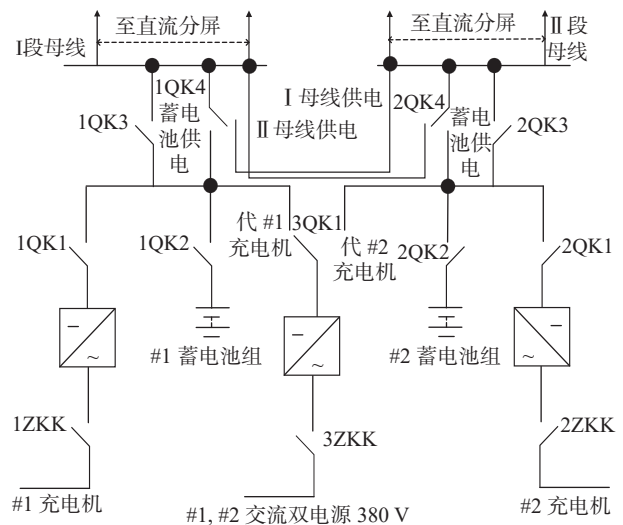 至直流分屏
至直流分屏
I段母线
II 段
母线
1QK4
蓄电
池供
电
1QK3
I 母线供电
II 母线供电
2QK4
蓄电
池供
电
2QK3
代 #1
充电机
3QK1
代 #2
充电机
1QK1
1QK2
2QK2
2QK1
−
~
−
~
−
~
#1 蓄电池组
#2 蓄电池组
1ZKK
3ZKK
2ZKK
#1 充电机
#1, #2 交流双电源 380 V
#2 充电机